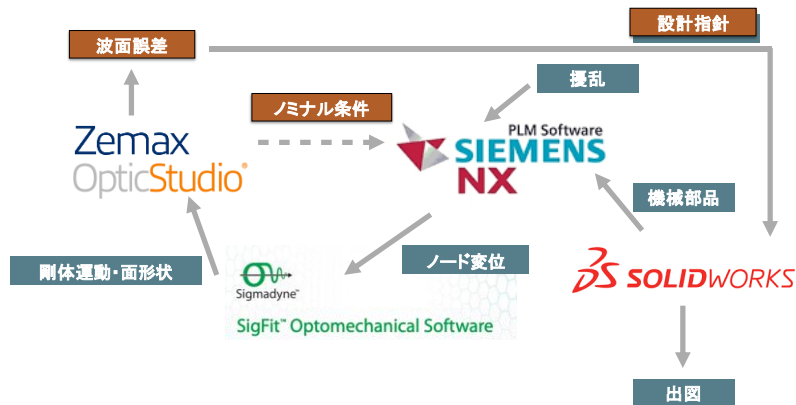 設計指針
波面誤差
擾乱
ノミナル条件
Zemax
OpticStudio®
PLM Software
SIEMENS
NX
機械部品
剛体運動・面形状
ノード変位
Sigmadyne™
SigFit™ Optomechanical Software
SOLIDWORKS
出図